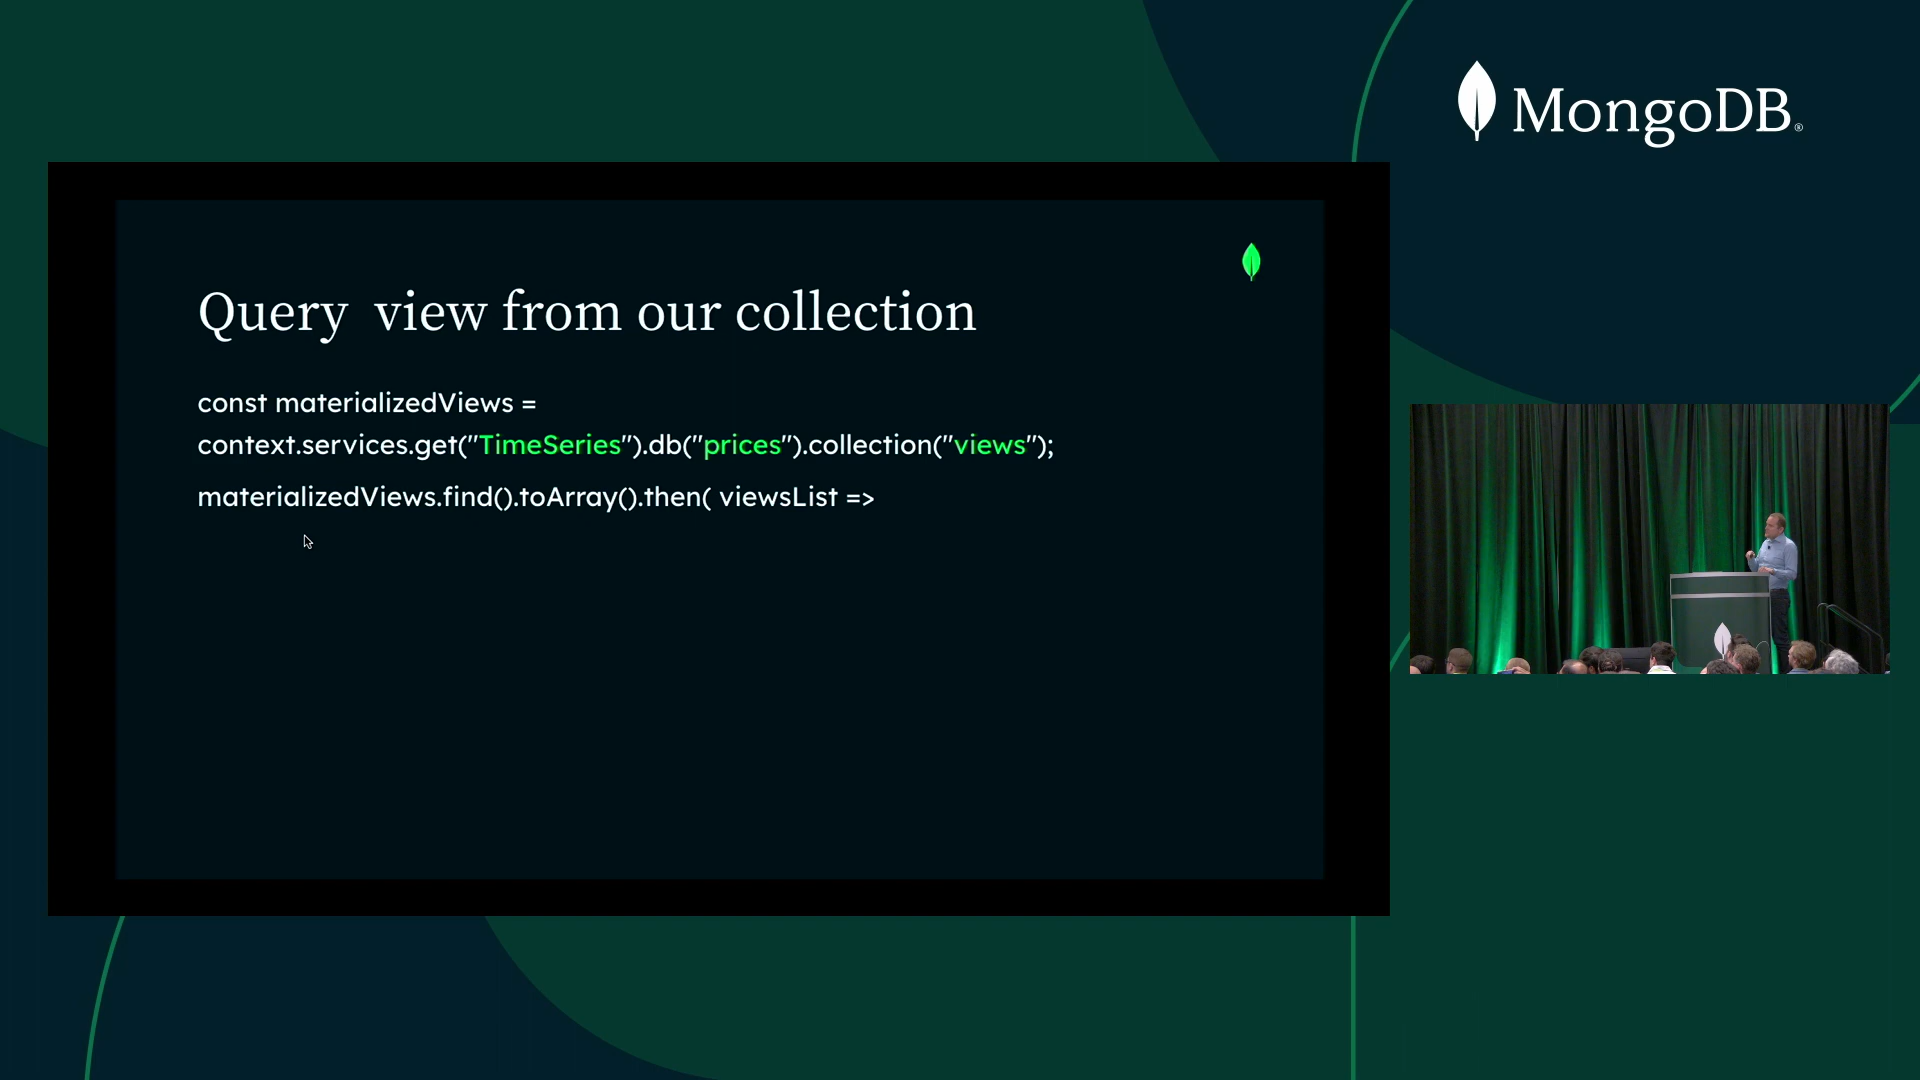 MongoDB®
Query view from our collection
const materializedViews =
context.services.get("TimeSeries").db("prices").collection("views");
materializedViews.find().toArray().then( viewsList =>